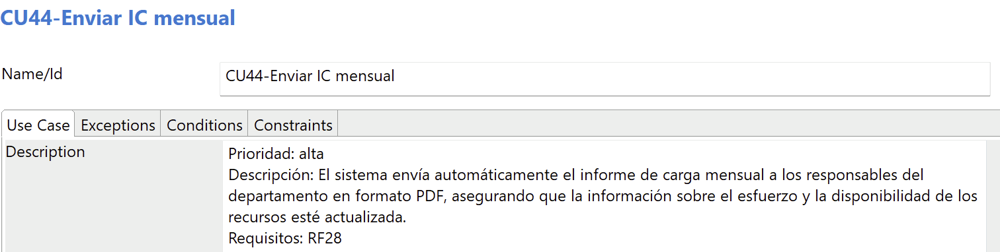 CU44-Enviar IC mensual
Name/Id
CU44-Enviar IC mensual
Use Case
Exceptions
Conditions
Constraints
Description
Prioridad: alta
Descripción: El sistema envía automáticamente el informe de carga mensual a los responsables del
departamento en formato PDF, asegurando que la información sobre el esfuerzo y la disponibilidad de los
recursos esté actualizada.
Requisitos: RF28